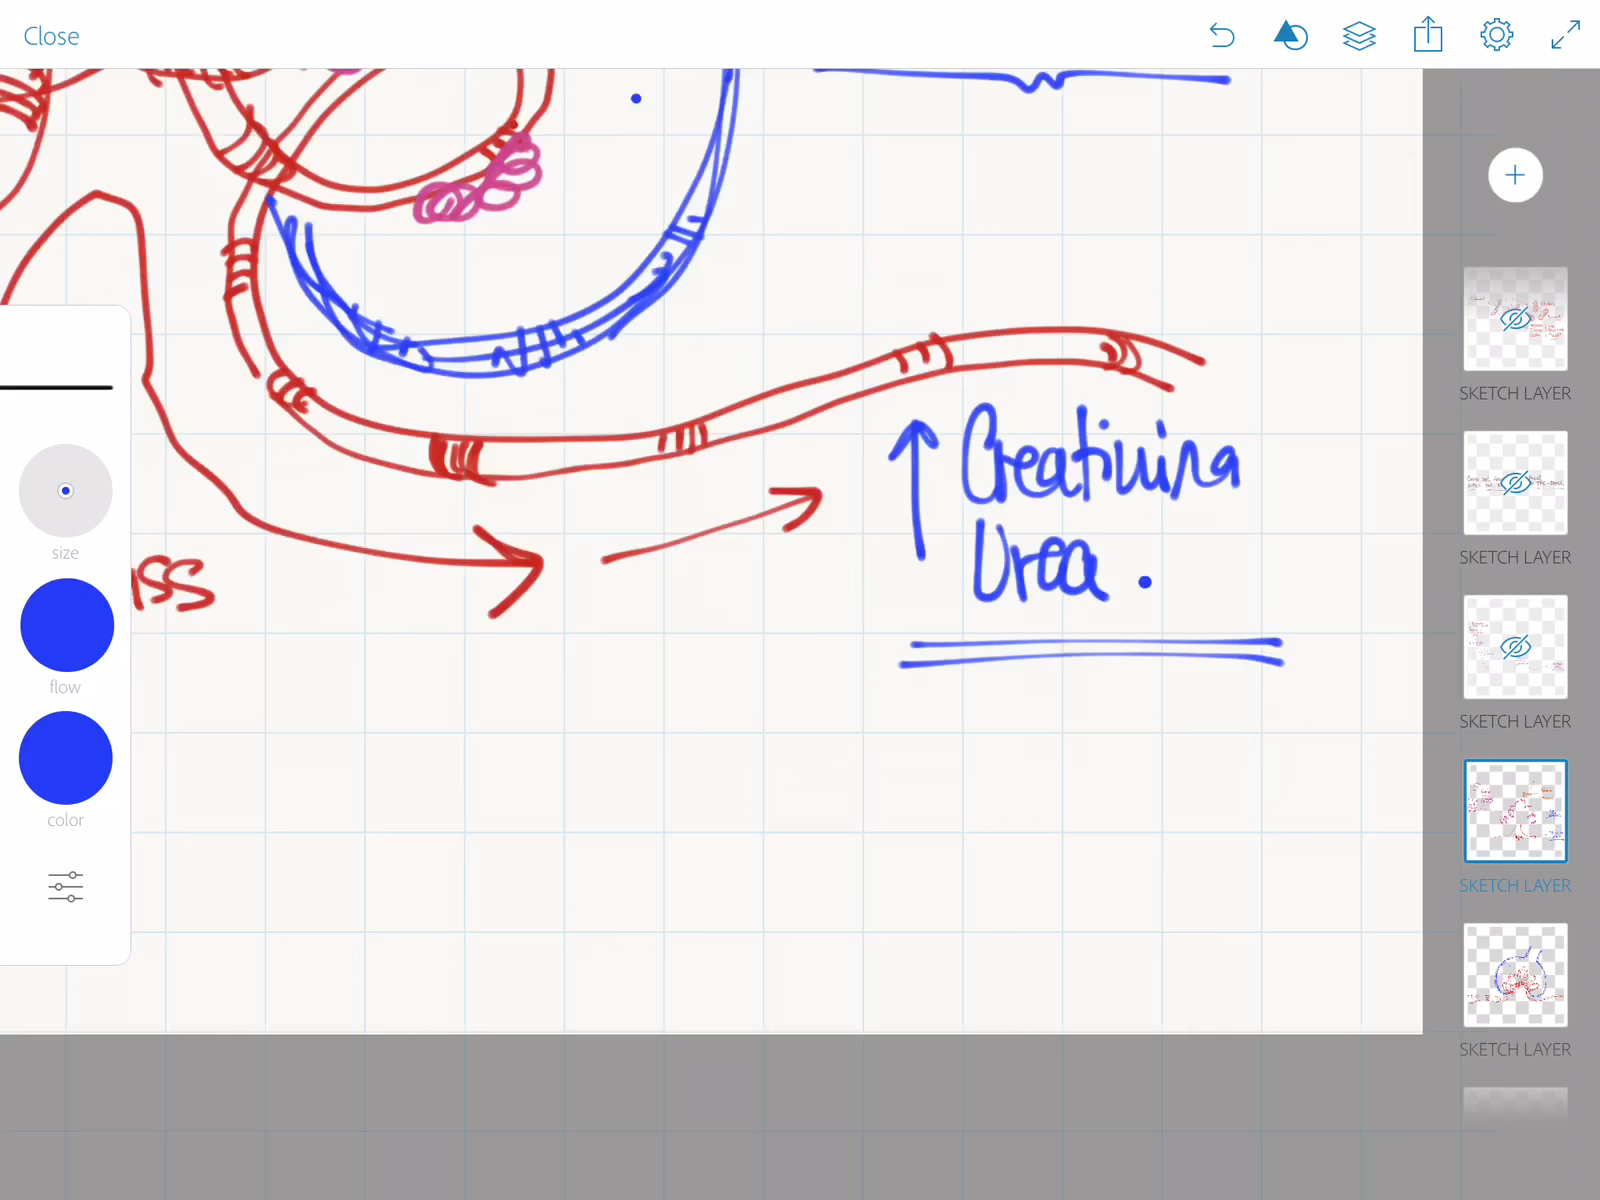 Close
SKETCH LAYER
SKETCH LAYER
↑ Creatinina
Urea .
size
ss
flow
SKETCH LAYER
color
SKETCH LAYER
SKETCH LAYER